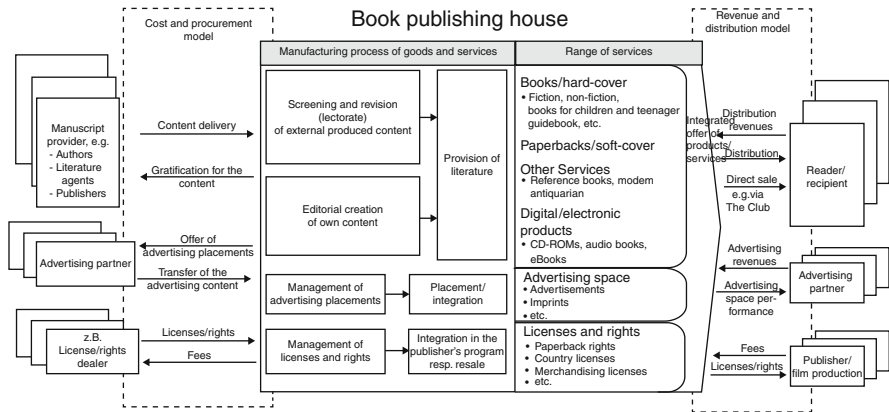 Book publishing house
Cost and procurement
model
Revenue and
distribution model
Manufacturing process of goods and services
Range of services
Manuscript
provider, e.g.
- Authors
- Literature
agents
- Publishers
Content delivery
Gratification for the
content
Screening and revision
(lectorate)
of external produced content
Editorial creation
of own content
Provision of
literature
Books/hard-cover
• Fiction, non-fiction,
books for children and teenager
guidebook, etc.
Paperbacks/soft-cover
Other Services
• Reference books, modem
antiquarian
Digital/electronic
products
• CD-ROMs, audio books,
eBooks
Integrated
offer of
products/
services
Distribution
revenues
Distribution
Direct sale
e.g.via
The Club
Reader/
recipient
Advertising partner
Offer of
advertising placements
Transfer of the
advertising content
Management of
advertising placements
Placement/
integration
Advertising space
• Advertisements
• Imprints
• etc.
Advertising
revenues
Advertising
space per-
formance
Advertising
partner
z.B.
License/rights
dealer
Licenses/rights
Fees
Management of
licenses and rights
Integration in the
publisher's program
resp. resale
Licenses and rights
• Paperback rights
• Country licenses
• Merchandising licenses
• etc.
Fees
Licenses/rights
Publisher/
film production